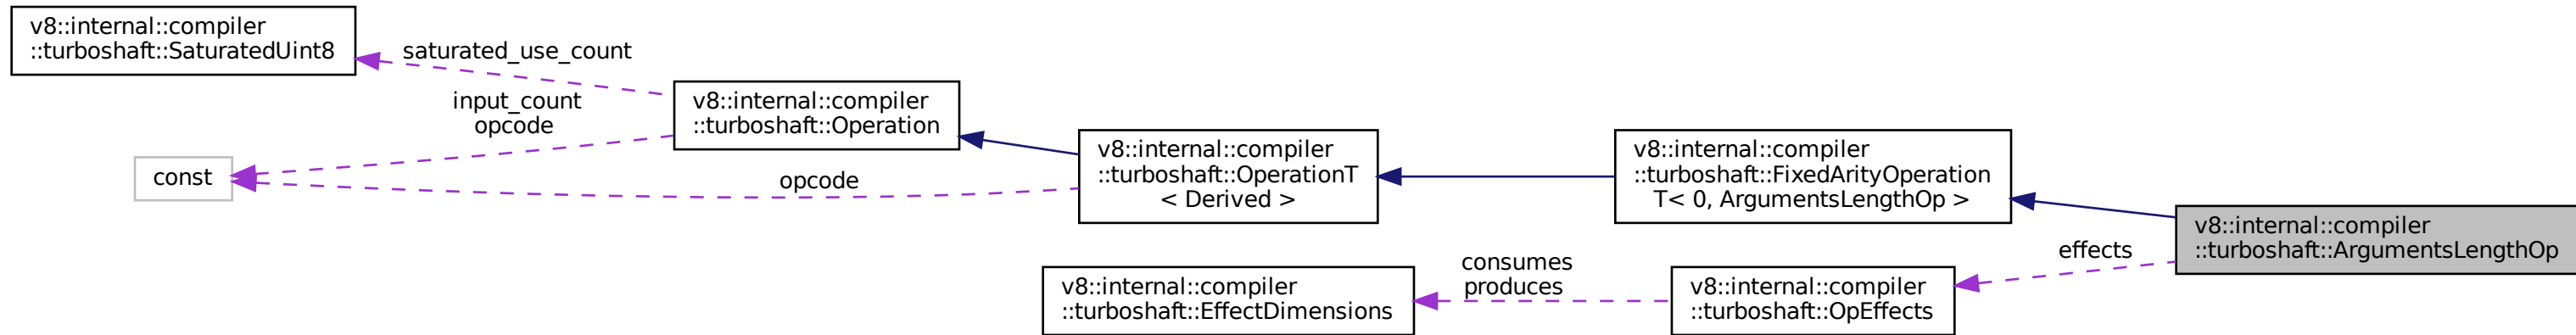 v8::internal::compiler
::turboshaft::SaturatedUint8
saturated_use_count
input_count
opcode
const
v8::internal::compiler
::turboshaft::Operation
opcode
v8::internal::compiler
::turboshaft::OperationT
< Derived >
v8::internal::compiler
::turboshaft::FixedArityOperation
T< 0, ArgumentsLengthOp >
v8::internal::compiler
::turboshaft::EffectDimensions
consumes
produces
v8::internal::compiler
::turboshaft::OpEffects
effects
v8::internal::compiler
::turboshaft::ArgumentsLengthOp